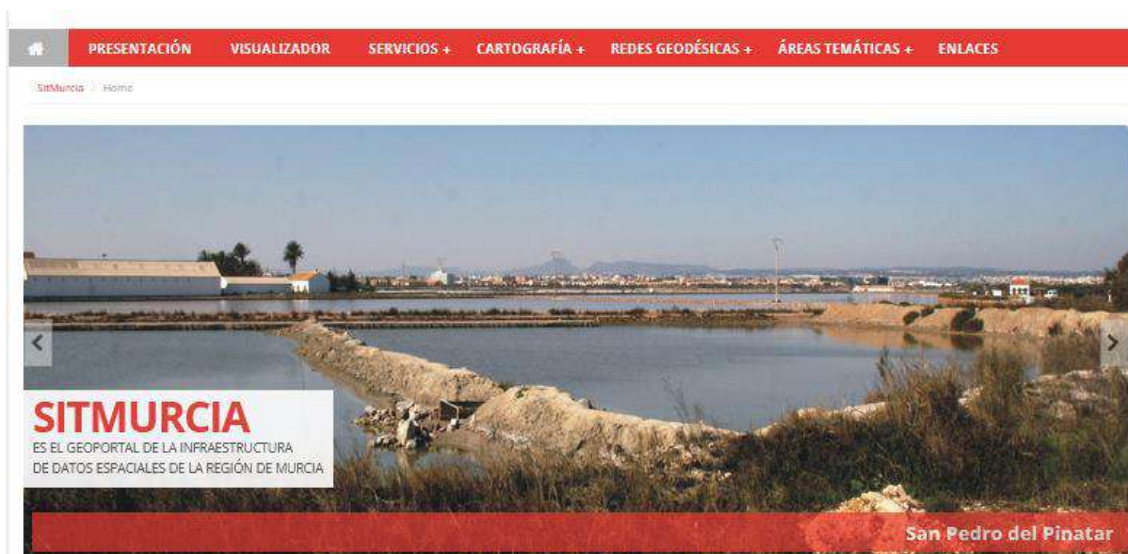 PRESENTACIÓN VISUALIZADOR SERVICIOS + CARTOGRAFÍA + REDES GEODÉSICAS + ÁREAS TEMÁTICAS + ENLACES
SitMurcia / Home
SITMURCIA
ES EL GEOPORTAL DE LA INFRAESTRUCTURA
DE DATOS ESPACIALES DE LA REGIÓN DE MURCIA
San Pedro del Pinatar